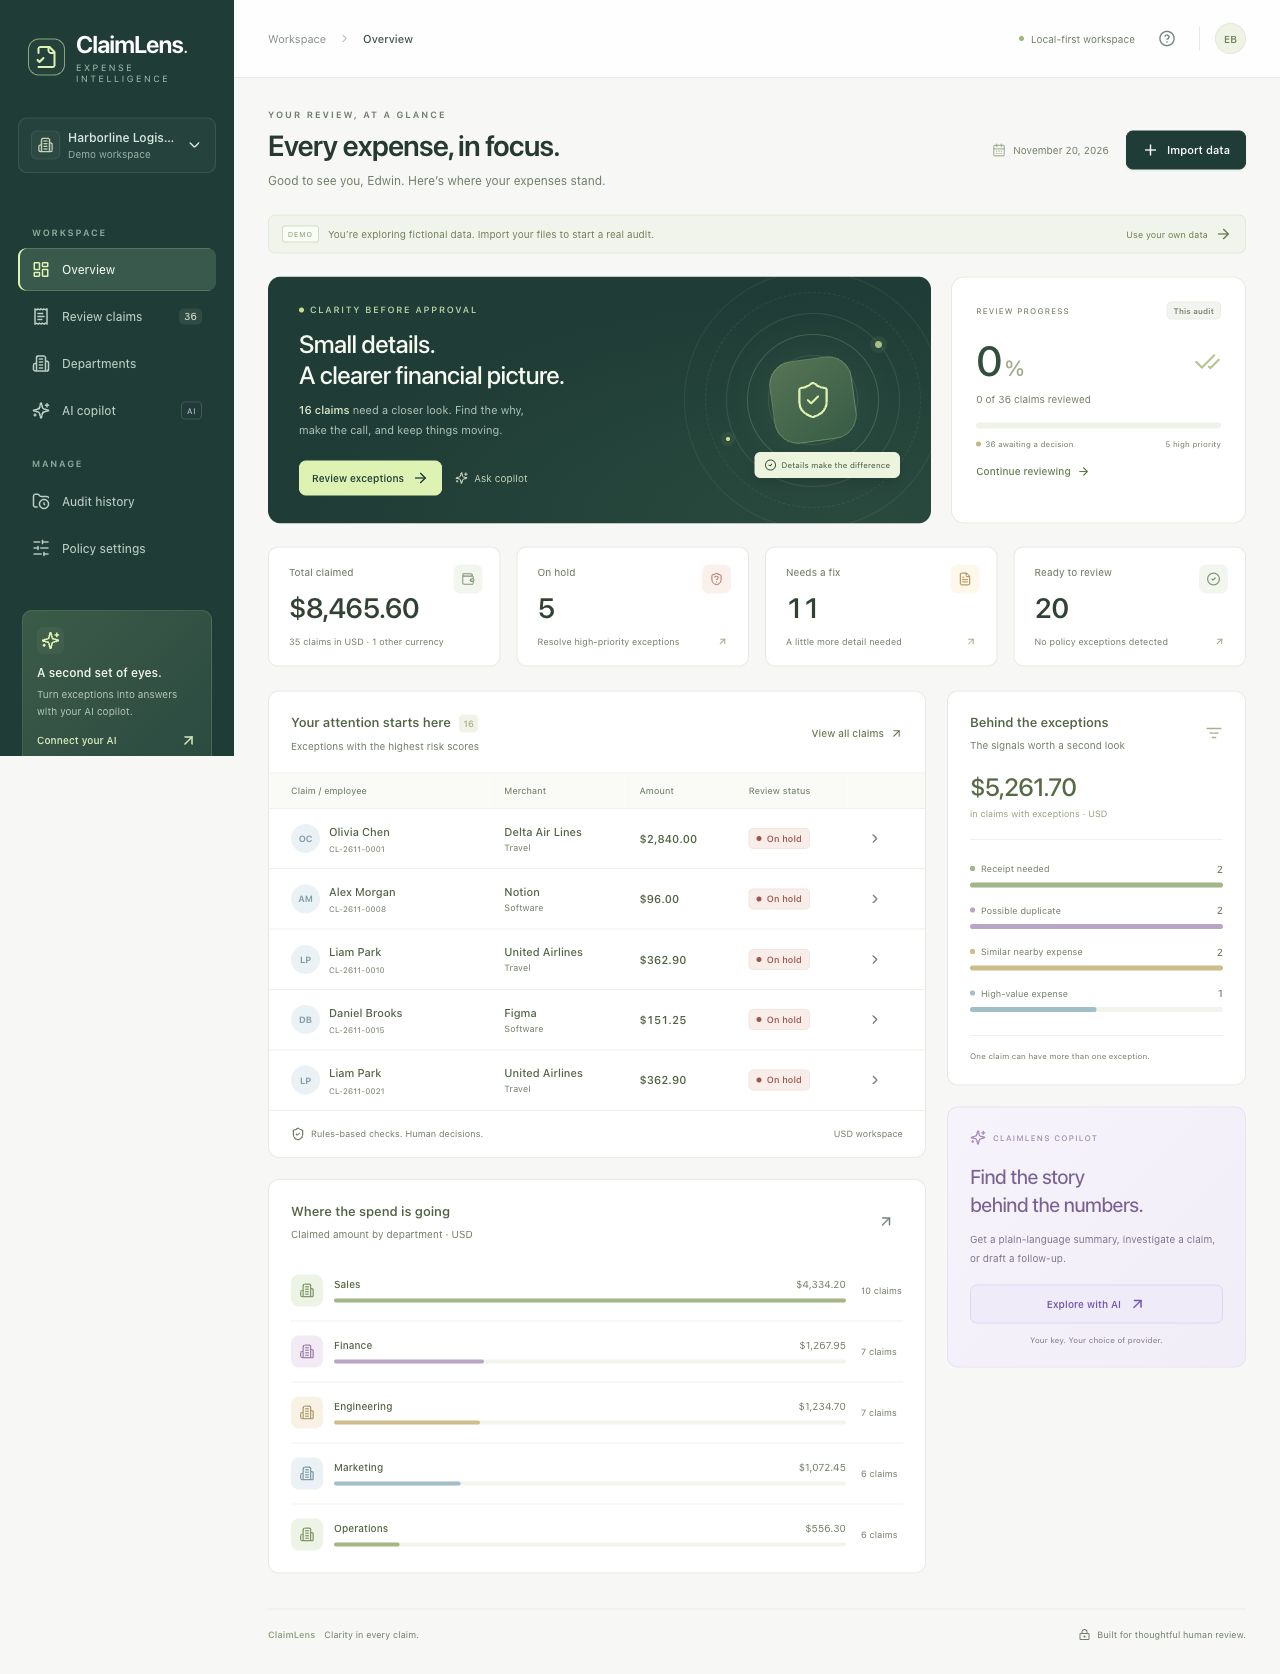 ClaimLens.
EXPENSE
INTELLIGENCE
Harborline Logis...
Demo workspace
WORKSPACE
Overview
Review claims 36
Departments
AI copilot AI
MANAGE
Audit history
Policy settings
A second set of eyes.
Turn exceptions into answers
with your AI copilot.
Connect your AI
Workspace Overview
Local-first workspace
EB
YOUR REVIEW, AT A GLANCE
Every expense, in focus.
Good to see you, Edwin. Here's where your expenses stand.
November 20, 2026
Import data
DEMO You're exploring fictional data. Import your files to start a real audit.
Use your own data
CLARITY BEFORE APPROVAL
Small details.
A clearer financial picture.
16 claims need a closer look. Find the why,
make the call, and keep things moving.
Review exceptions
Ask copilot
Details make the difference
REVIEW PROGRESS This audit
0%
0 of 36 claims reviewed
36 awaiting a decision 5 high priority
Continue reviewing
Total claimed
$8,465.60
35 claims in USD · 1 other currency
On hold
5
Resolve high-priority exceptions
Needs a fix
11
A little more detail needed
Ready to review
20
No policy exceptions detected
Your attention starts here 16
Exceptions with the highest risk scores
View all claims
Claim / employee Merchant Amount Review status
OC Olivia Chen Delta Air Lines $2,840.00 On hold
CL-2611-0001 Travel
AM Alex Morgan Notion $96.00 On hold
CL-2611-0008 Software
LP Liam Park United Airlines $362.90 On hold
CL-2611-0010 Travel
DB Daniel Brooks Figma $151.25 On hold
CL-2611-0015 Software
LP Liam Park United Airlines $362.90 On hold
CL-2611-0021 Travel
Rules-based checks. Human decisions.
USD workspace
Behind the exceptions
The signals worth a second look
$5,261.70
in claims with exceptions · USD
Receipt needed 2
Possible duplicate 2
Similar nearby expense 2
High-value expense 1
One claim can have more than one exception.
CLAIMLENS COPILOT
Find the story
behind the numbers.
Get a plain-language summary, investigate a claim,
or draft a follow-up.
Explore with AI
Your key. Your choice of provider.
Where the spend is going
Claimed amount by department · USD
Sales $4,334.20 10 claims
Finance $1,267.95 7 claims
Engineering $1,234.70 7 claims
Marketing $1,072.45 6 claims
Operations $556.30 6 claims
ClaimLens Clarity in every claim.
Built for thoughtful human review.